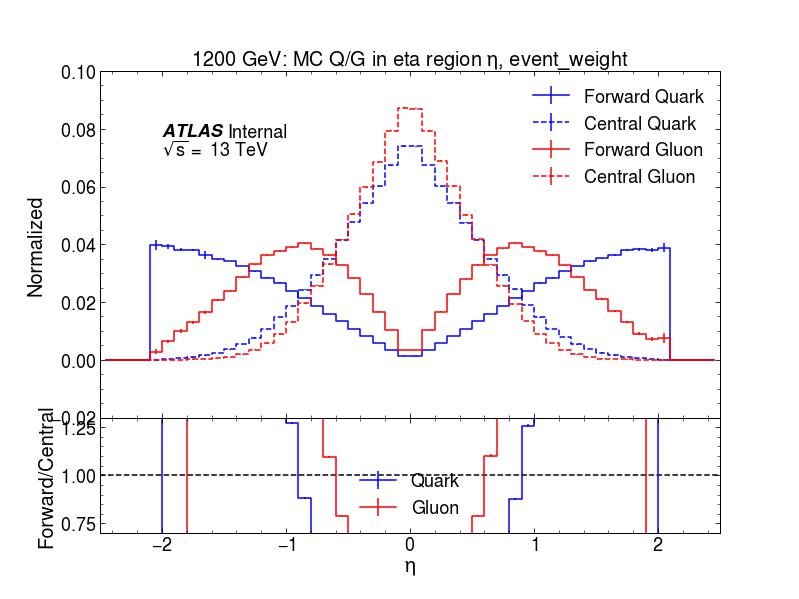 1200 GeV: MC Q/G in eta region η, event_weight
0.10
0.08
0.06
0.04
0.02
0.00
0.02
Normalized
ATLAS Internal
√s = 13 TeV
Forward Quark
Central Quark
Forward Gluon
Central Gluon
1.25
1.00
0.75
Forward/Central
Quark
Gluon
−2
−1
0
1
2
η